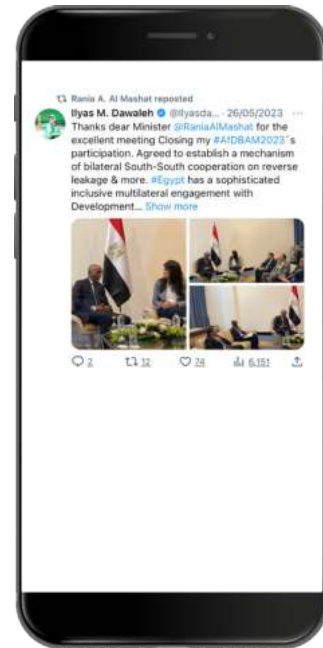 Rania A. Al Mashat reposted
Ilyas M. Dawaleh @Ilyasda... · 26/05/2023 ...
Thanks dear Minister @RaniaAlMashat for the
excellent meeting Closing my #AfDBAM2023´s
participation. Agreed to establish a mechanism
of bilateral South-South cooperation on reverse
leakage & more. #Egypt has a sophisticated
inclusive multilateral engagement with
Development... Show more
2 12 74 6,151